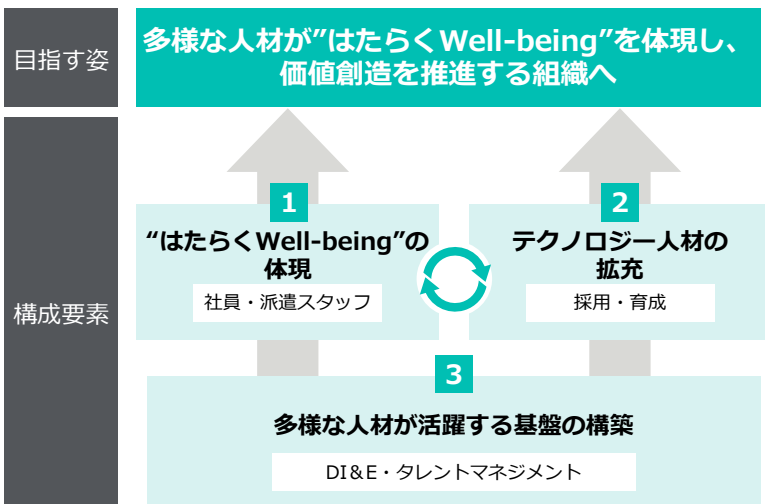 目指す姿
多様な人材が”はたらくWell-being”を体現し、
価値創造を推進する組織へ
構成要素
1
“はたらくWell-being”の
体現
社員・派遣スタッフ
2
テクノロジー人材の
拡充
採用・育成
3
多様な人材が活躍する基盤の構築
DI&E・タレントマネジメント